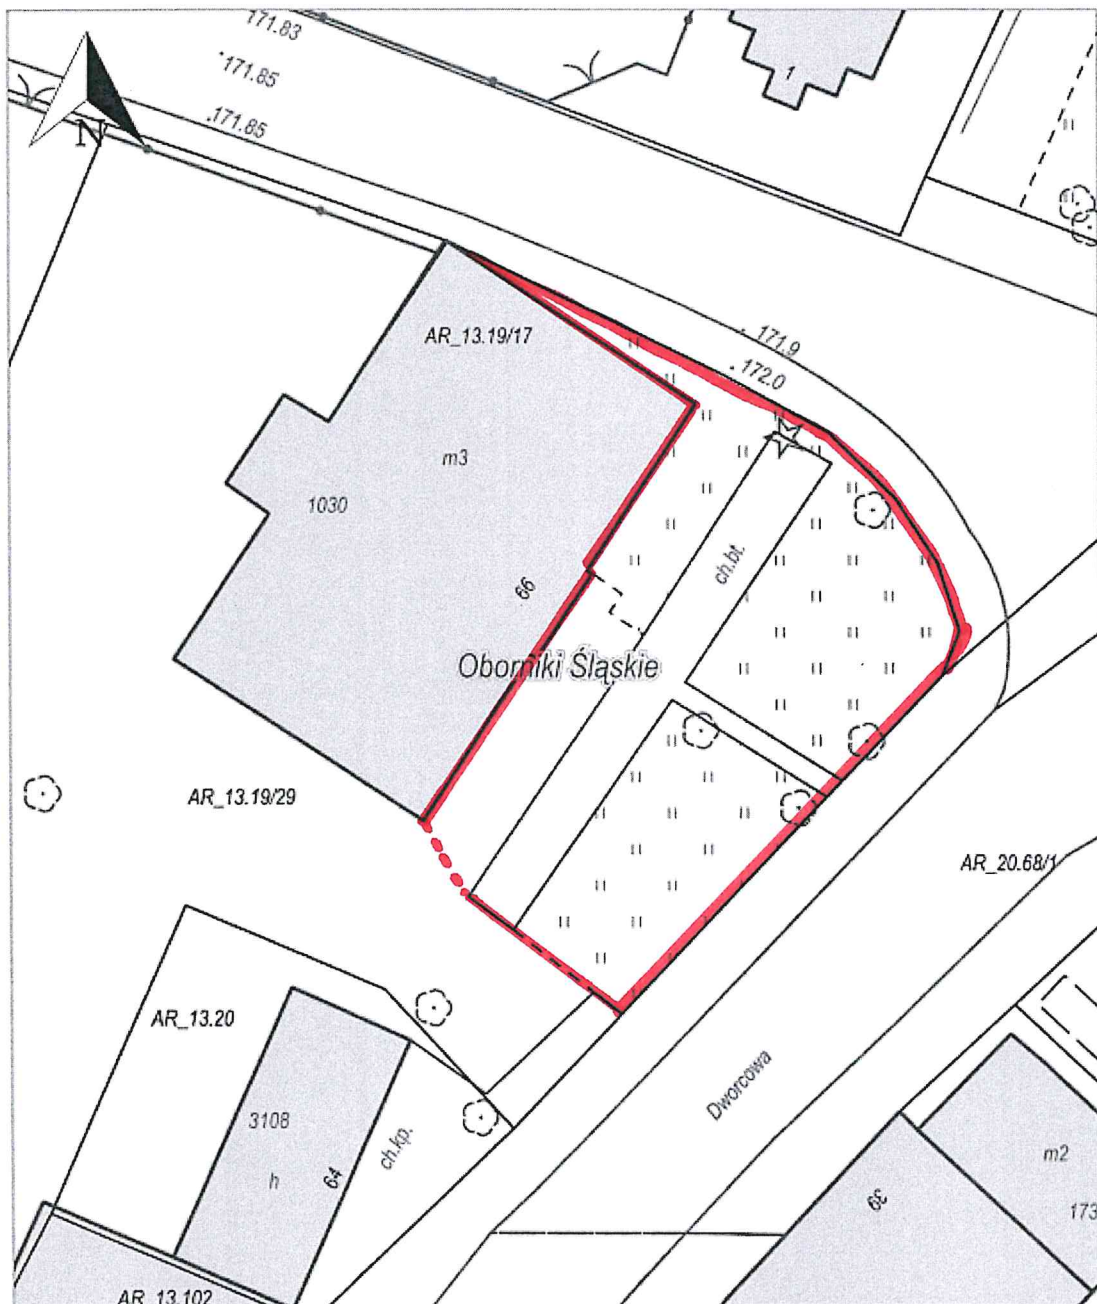 171.83
171.85
171.85
1
N
AR_13.19/17
171.9
172.0
m3
1030
ch.bt.
66
Oborniki Śląskie
AR_13.19/29
AR_20.68/1
AR_13.20
Dworcowa
3108
ch.kp.
m2
h
64
39
173
AR_13.102